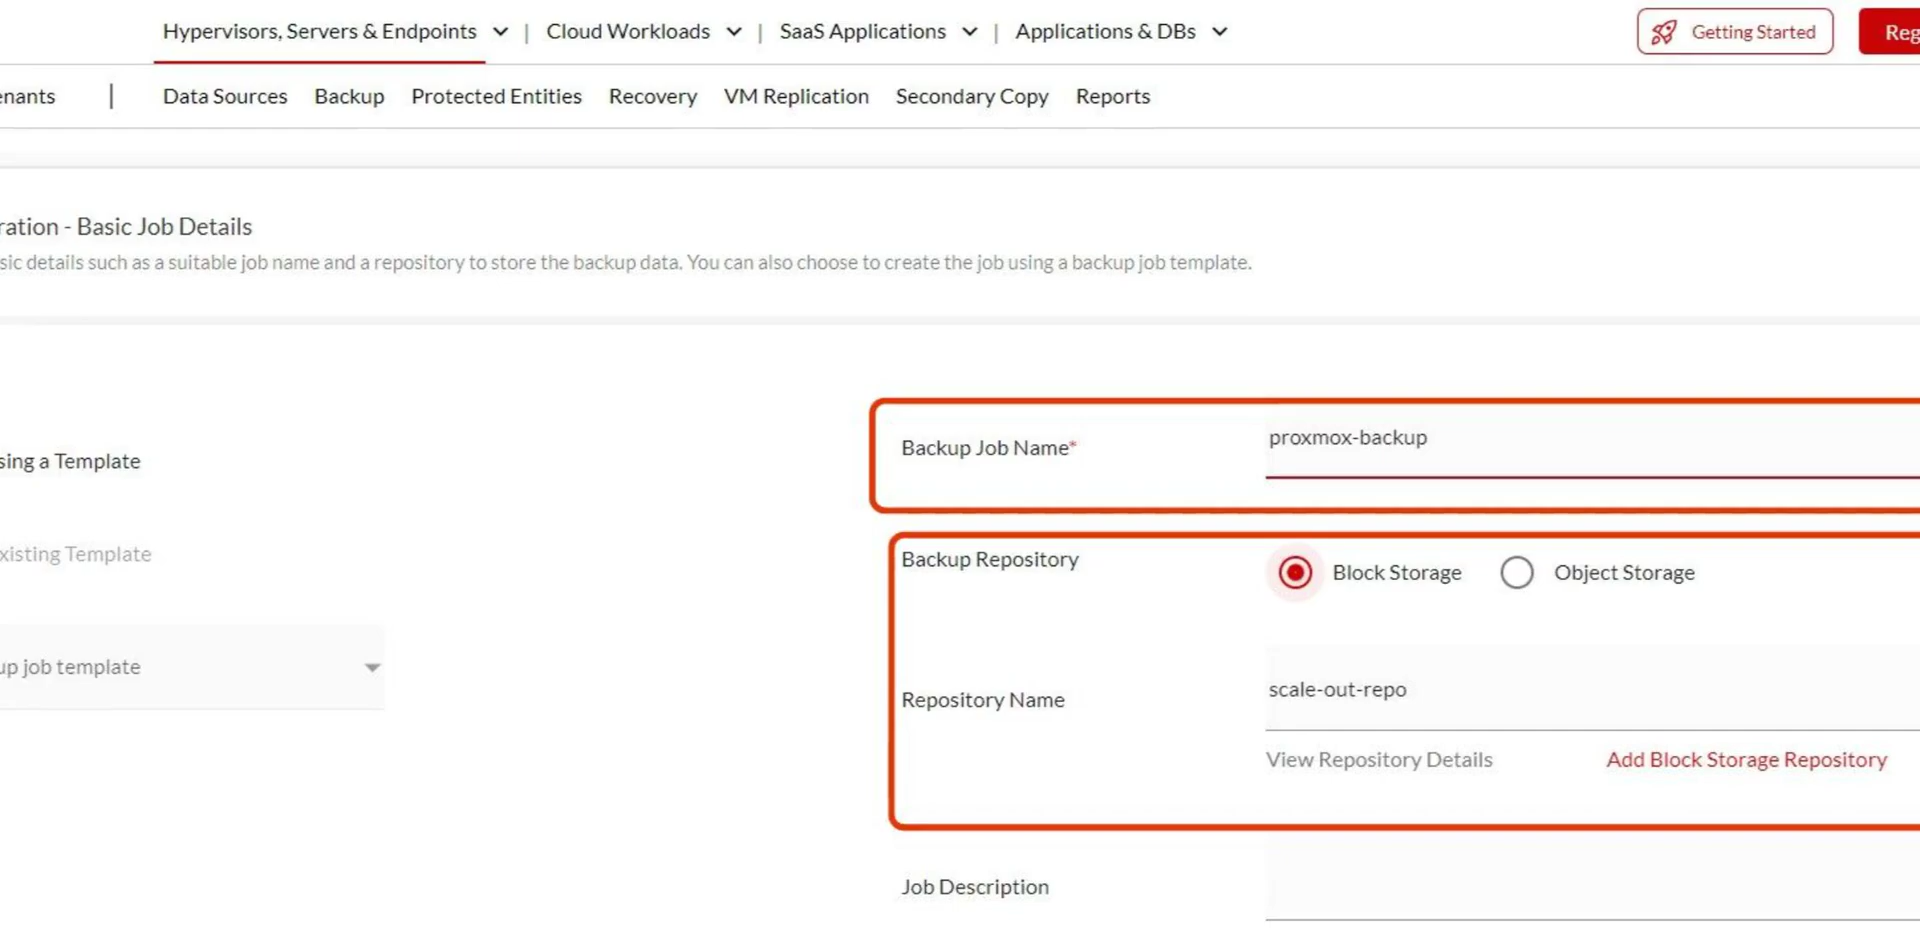 Hypervisors, Servers & Endpoints | Cloud Workloads | SaaS Applications | Applications & DBs Getting Started Reg
enants | Data Sources Backup Protected Entities Recovery VM Replication Secondary Copy Reports
ration - Basic Job Details
sic details such as a suitable job name and a repository to store the backup data. You can also choose to create the job using a backup job template.
Backup Job Name* proxmox-backup
sing a Template
xisting Template
Backup Repository Block Storage Object Storage
up job template
Repository Name scale-out-repo
View Repository Details Add Block Storage Repository
Job Description